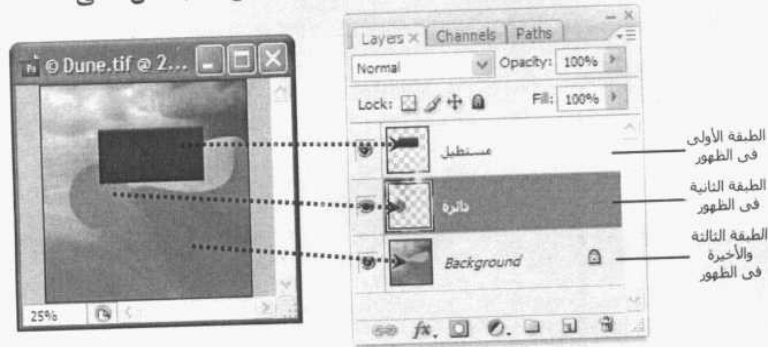 © Dune.tif @ 2...
25%
Layers × Channels Paths
Normal Opacity: 100%
Lock: Fill: 100%
مستطيل
دائرة
Background
الطبقة الأولى
فى الظهور
الطبقة الثانية
فى الظهور
الطبقة الثالثة
والأخيرة
فى الظهور